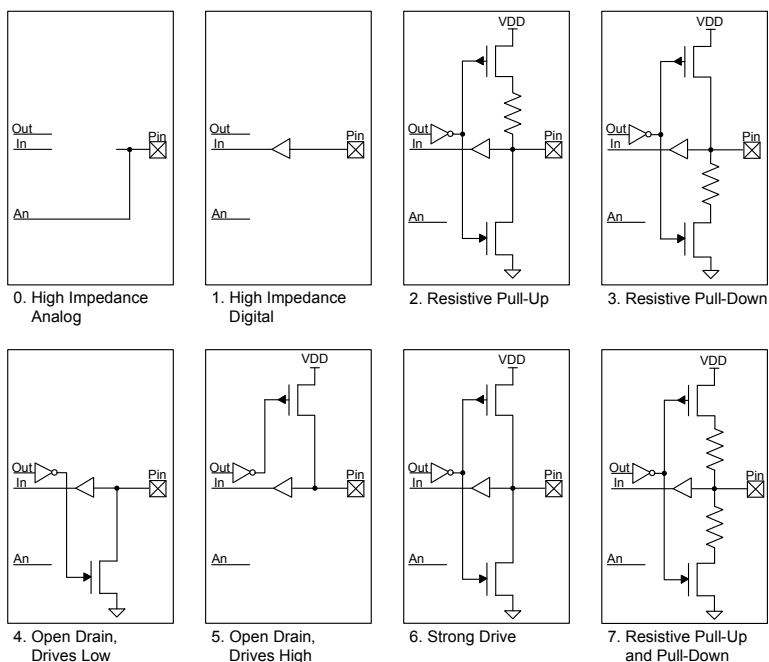 VDD
VDD
Out
In
Pin
An
Out
In
Pin
An
Out
In
Pin
An
Out
In
Pin
An
0. High Impedance
Analog
1. High Impedance
Digital
2. Resistive Pull-Up
3. Resistive Pull-Down
VDD
VDD
VDD
Out
In
Pin
An
Out
In
Pin
An
Out
In
Pin
An
Out
In
Pin
An
4. Open Drain,
Drives Low
5. Open Drain,
Drives High
6. Strong Drive
7. Resistive Pull-Up
and Pull-Down